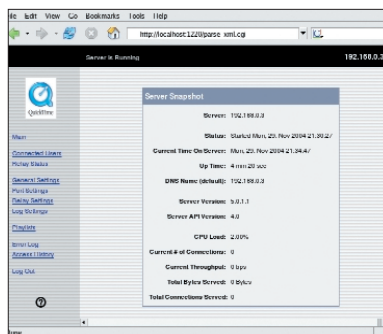 File Edit View Go Bookmarks Tools Help
http://localhost:1220/parse_xml.cgi
Server is Running 192.168.0.3
QuickTime
Main
Connected Users
Relay Status
General Settings
Port Settings
Relay Settings
Log Settings
Playlists
Error Log
Access History
Log Out
Server Snapshot
Server: 192.168.0.3
Status: Started Mon, 29. Nov 2004 21:30:27
Current Time On Server: Mon, 29. Nov 2004 21:34:47
Up Time: 4 min 20 sec
DNS Name (default): 192.168.0.3
Server Version: 5.0.1.1
Server API Version: 4.0
CPU Load: 2.00%
Current # of Connections: 0
Current Throughput: 0 bps
Total Bytes Served: 0 Bytes
Total Connections Served: 0